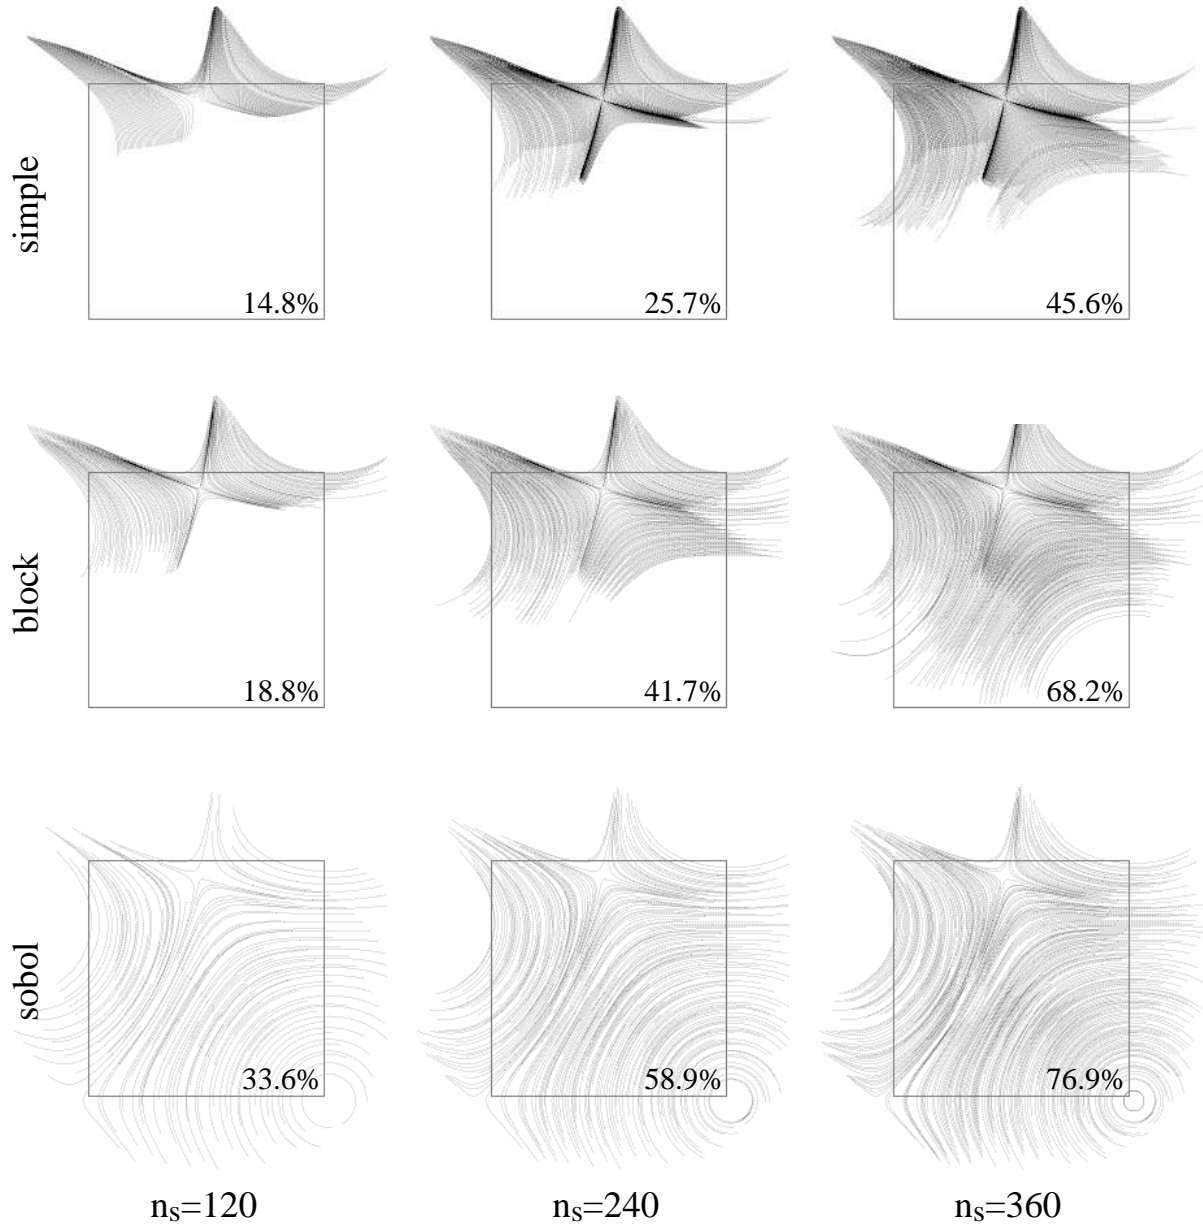 simple
14.8%
25.7%
45.6%
block
18.8%
41.7%
68.2%
sobol
33.6%
58.9%
76.9%
nₛ=120
nₛ=240
nₛ=360